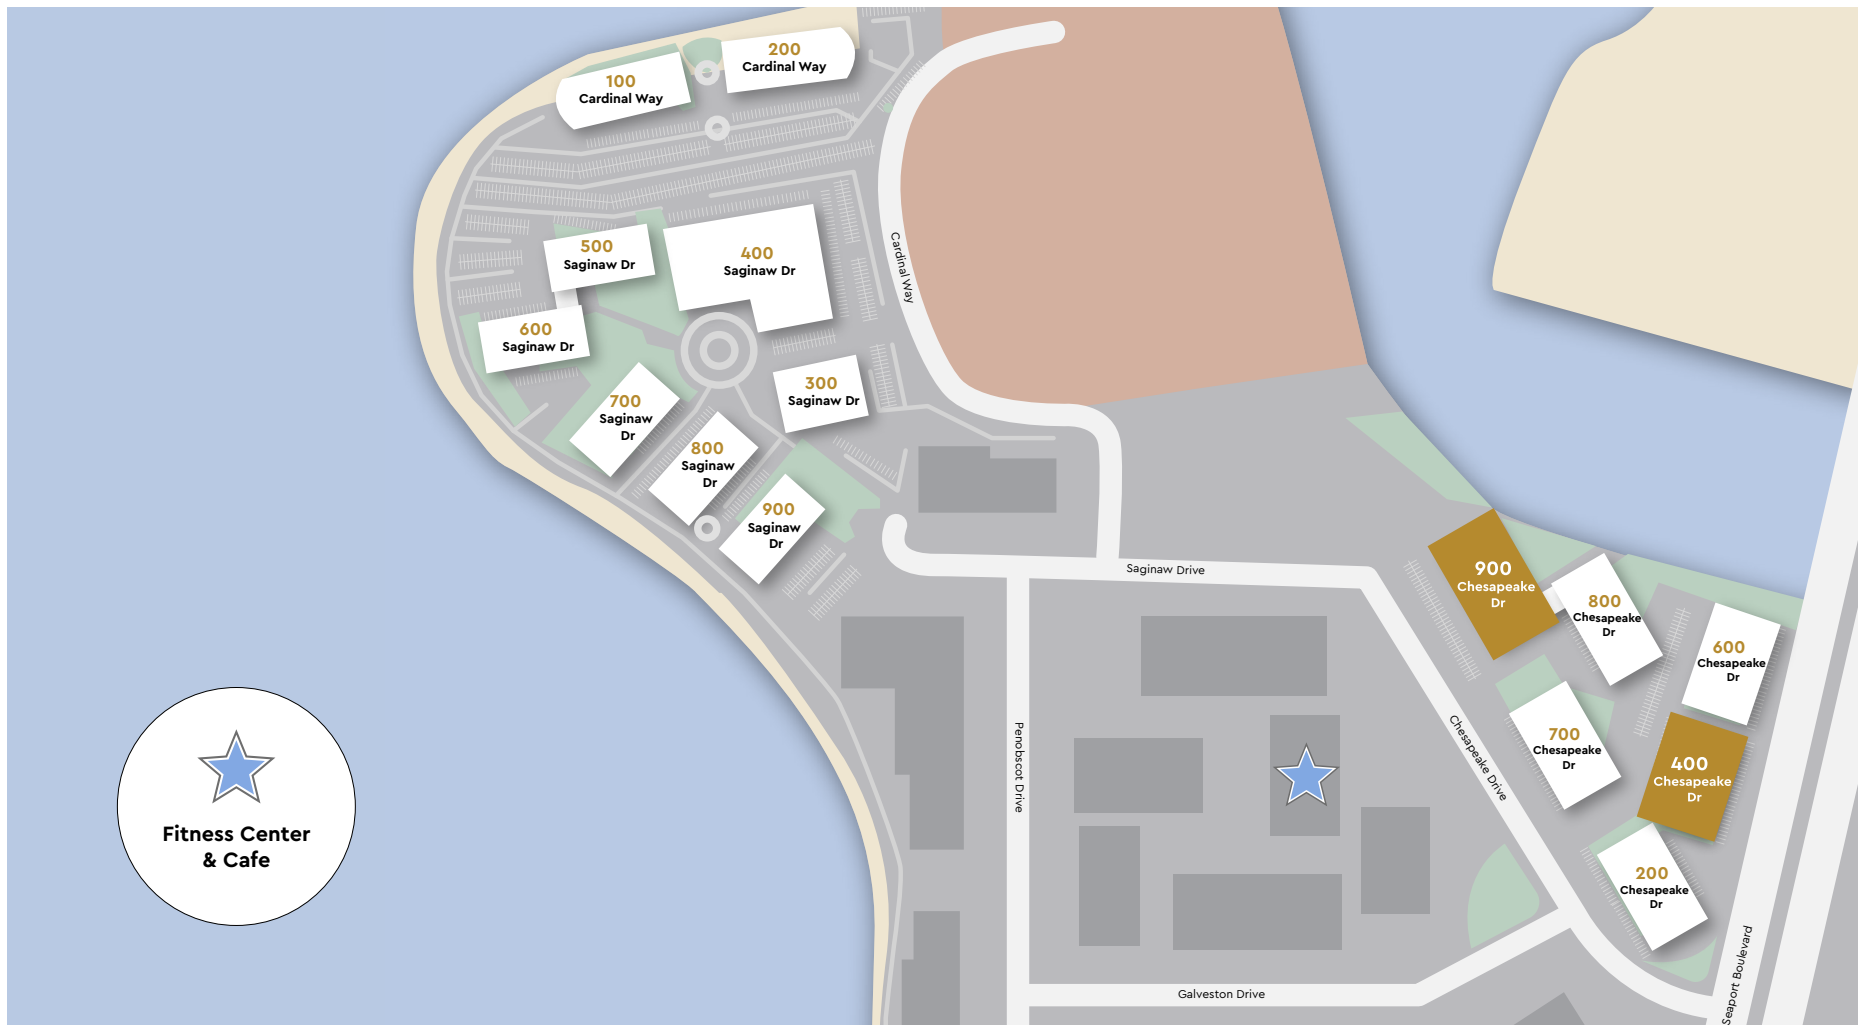 200
Cardinal Way
100
Cardinal Way
Cardinal Way
500
Saginaw Dr
400
Saginaw Dr
600
Saginaw Dr
300
Saginaw Dr
700
Saginaw
Dr
800
Saginaw
Dr
900
Saginaw
Dr
Saginaw Drive
900
Chesapeake
Dr
800
Chesapeake
Dr
600
Chesapeake
Dr
700
Chesapeake
Dr
400
Chesapeake
Dr
200
Chesapeake
Dr
Penobscot Drive
Chesapeake Drive
Galveston Drive
Seaport Boulevard
Fitness Center
& Cafe